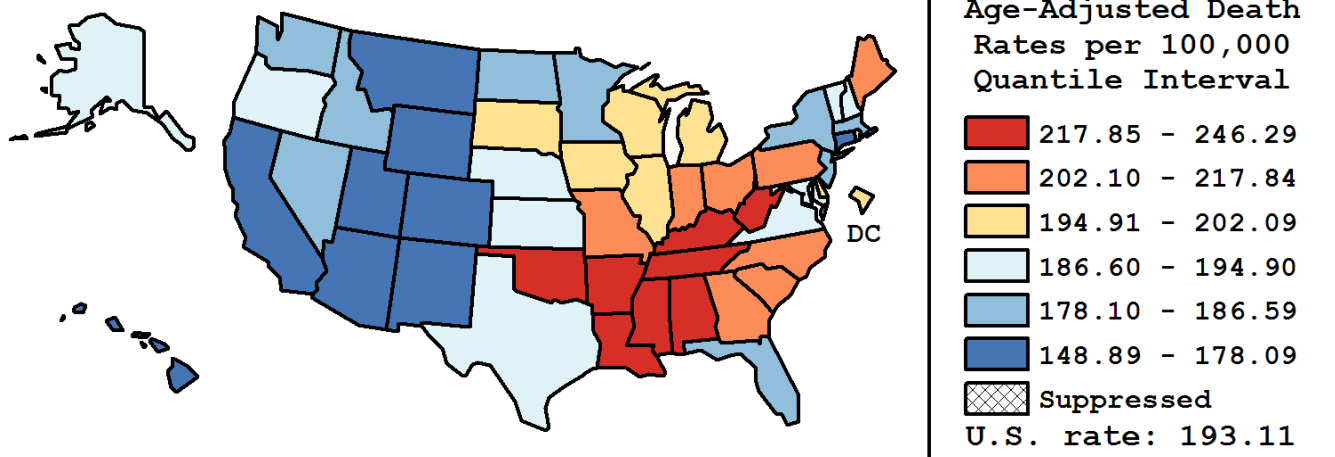 Age-Adjusted Death
Rates per 100,000
Quantile Interval
217.85 - 246.29
202.10 - 217.84
194.91 - 202.09
DC
186.60 - 194.90
178.10 - 186.59
148.89 - 178.09
Suppressed
U.S. rate: 193.11